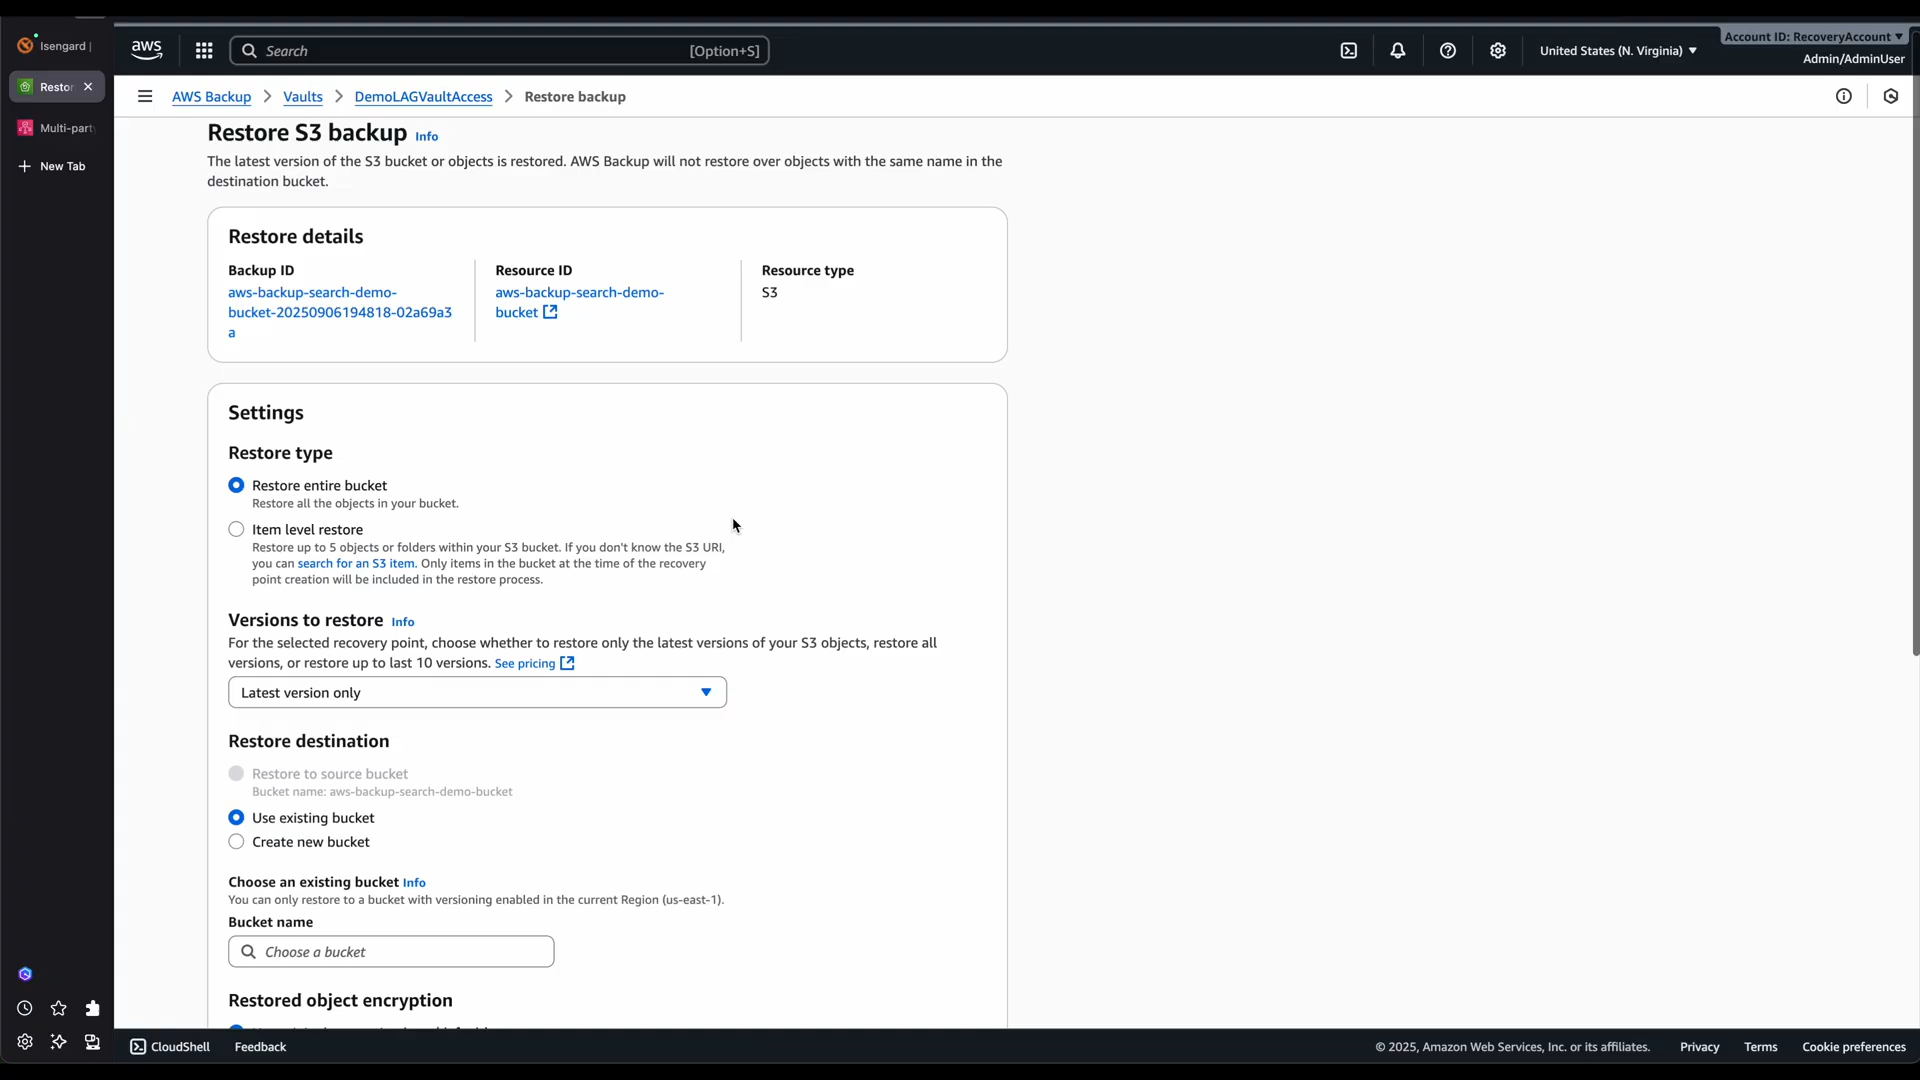 Isengard |
aws
Search
[Option+S]
United States (N. Virginia)
Account ID: RecoveryAccount
Admin/AdminUser
Restor
Multi-part
New Tab
AWS Backup
Vaults
DemoLAGVaultAccess
Restore backup
Restore S3 backup Info
The latest version of the S3 bucket or objects is restored. AWS Backup will not restore over objects with the same name in the
destination bucket.
Restore details
Backup ID
aws-backup-search-demo-
bucket-20250906194818-02a69a3
a
Resource ID
aws-backup-search-demo-
bucket
Resource type
S3
Settings
Restore type
Restore entire bucket
Restore all the objects in your bucket.
Item level restore
Restore up to 5 objects or folders within your S3 bucket. If you don't know the S3 URI,
you can search for an S3 item. Only items in the bucket at the time of the recovery
point creation will be included in the restore process.
Versions to restore Info
For the selected recovery point, choose whether to restore only the latest versions of your S3 objects, restore all
versions, or restore up to last 10 versions. See pricing
Latest version only
Restore destination
Restore to source bucket
Bucket name: aws-backup-search-demo-bucket
Use existing bucket
Create new bucket
Choose an existing bucket Info
You can only restore to a bucket with versioning enabled in the current Region (us-east-1).
Bucket name
Choose a bucket
Restored object encryption
CloudShell
Feedback
© 2025, Amazon Web Services, Inc. or its affiliates.
Privacy
Terms
Cookie preferences